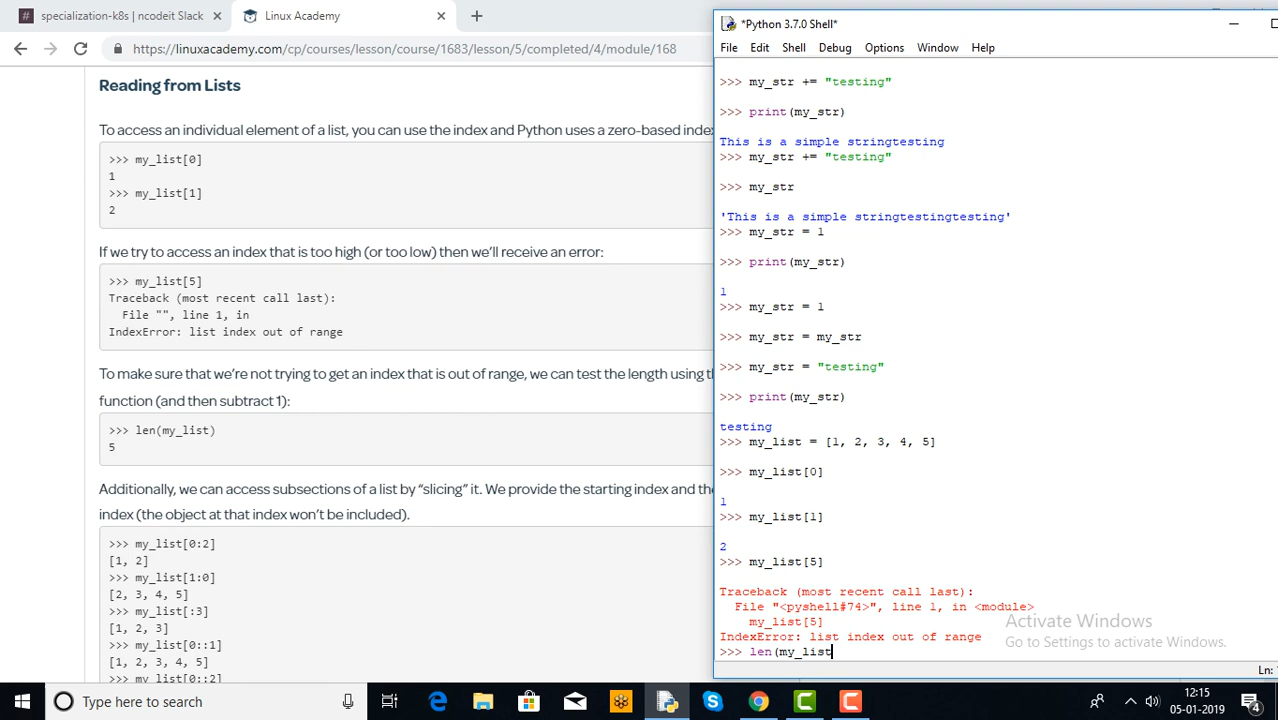 specialization-k8s | ncodeit Slack
Linux Academy
https://linuxacademy.com/cp/courses/lesson/course/1683/lesson/5/completed/4/module/168
Reading from Lists
To access an individual element of a list, you can use the index and Python uses a zero-based index
>>> my_list[0]
1
>>> my_list[1]
2
If we try to access an index that is too high (or too low) then we'll receive an error:
>>> my_list[5]
Traceback (most recent call last):
File "", line 1, in
IndexError: list index out of range
To make sure that we're not trying to get an index that is out of range, we can test the length using th
function (and then subtract 1):
>>> len(my_list)
5
Additionally, we can access subsections of a list by “slicing” it. We provide the starting index and the
index (the object at that index won't be included).
>>> my_list[0:2]
[1, 2]
>>> my_list[1:0]
[2, 3, 4, 5]
>>> my_list[:3]
[1, 2, 3]
>>> my_list[0::1]
[1, 2, 3, 4, 5]
>>> my_list[0::2]
*Python 3.7.0 Shell*
File Edit Shell Debug Options Window Help
>>> my_str += "testing"
>>> print(my_str)
This is a simple stringtesting
>>> my_str += "testing"
>>> my_str
'This is a simple stringtestingtesting'
>>> my_str = 1
>>> print(my_str)
1
>>> my_str = 1
>>> my_str = my_str
>>> my_str = "testing"
>>> print(my_str)
testing
>>> my_list = [1, 2, 3, 4, 5]
>>> my_list[0]
1
>>> my_list[1]
2
>>> my_list[5]
Traceback (most recent call last):
File "<pyshell#74>", line 1, in <module>
my_list[5]
IndexError: list index out of range
>>> len(my_list
Activate Windows
Go to Settings to activate Windows.
Ln:
Type here to search
12:15
05-01-2019
4